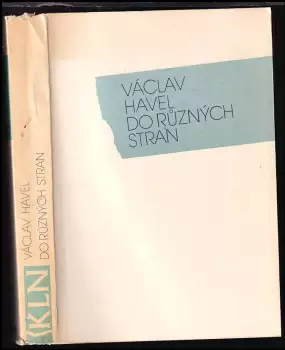 VÁCLAV
HAVEL
DO RŮZNÝCH
STRAN
VÁCLAV HAVEL
DO RŮZNÝCH STRAN
KLN